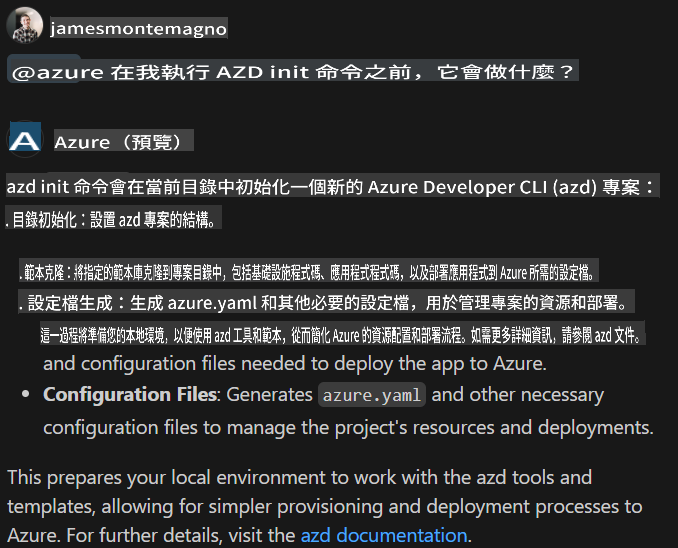 jamesmontemagno
@azure 在我執行 AZD init 命令之前，它會做什麼？
Azure （預覽）
azd init 命令會在當前目錄中初始化一個新的 Azure Developer CLI (azd) 專案：
. 目錄初始化：設置 azd 專案的結構。
. 範本克隆：將指定的範本庫克隆到專案目錄中，包括基礎設施程式碼、應用程式程式碼，以及部署應用程式到 Azure 所需的設定檔。
. 設定檔生成：生成 azure.yaml 和其他必要的設定檔，用於管理專案的資源和部署。
這一過程將準備您的本地環境，以便使用 azd 工具和範本，從而簡化 Azure 的資源配置和部署流程。如需更多詳細資訊，請參閱 azd 文件。
and configuration files needed to deploy the app to Azure.
• Configuration Files: Generates azure.yaml and other necessary
configuration files to manage the project's resources and deployments.
This prepares your local environment to work with the azd tools and
templates, allowing for simpler provisioning and deployment processes to
Azure. For further details, visit the azd documentation.